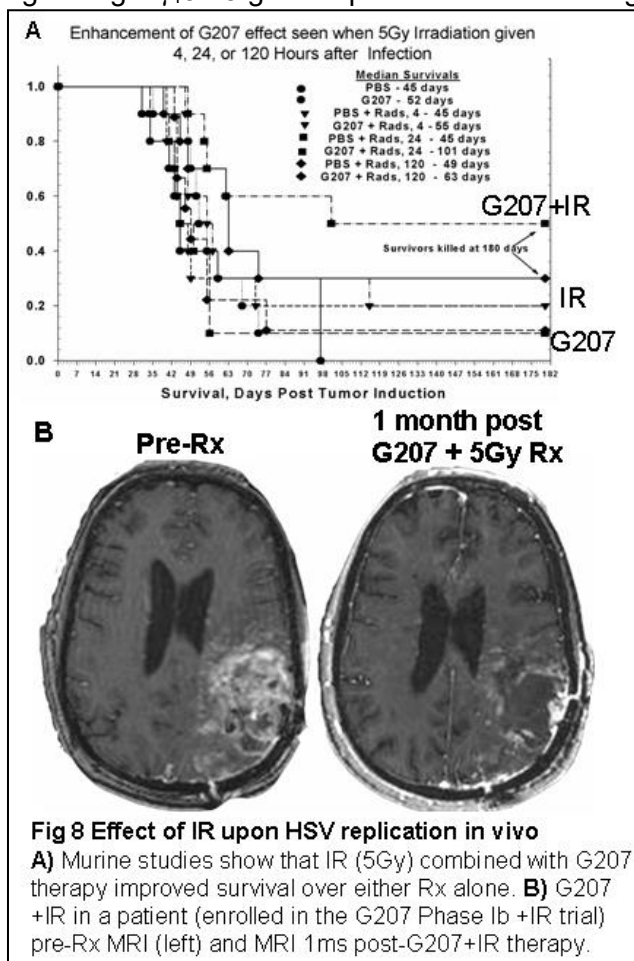 A
Enhancement of G207 effect seen when 5Gy Irradiation given
4, 24, or 120 Hours after Infection
Median Survivals
PBS - 45 days
G207 - 52 days
PBS + Rads, 4 - 45 days
G207 + Rads, 4 - 55 days
PBS + Rads, 24 - 45 days
G207 + Rads, 24 - 101 days
PBS + Rads, 120 - 49 days
G207 + Rads, 120 - 63 days
1.0
0.8
0.6
0.4
0.2
0.0
G207+IR
Survivors killed at 180 days
IR
G207
0 7 14 21 28 35 42 49 56 63 70 77 84 91 98 105 112 119 126 133 140 147 154 161 168 175 182
Survival, Days Post Tumor Induction
B
Pre-Rx
1 month post
G207 + 5Gy Rx
Fig 8 Effect of IR upon HSV replication in vivo
A) Murine studies show that IR (5Gy) combined with G207
therapy improved survival over either Rx alone. B) G207
+IR in a patient (enrolled in the G207 Phase Ib +IR trial)
pre-Rx MRI (left) and MRI 1ms post-G207+IR therapy.